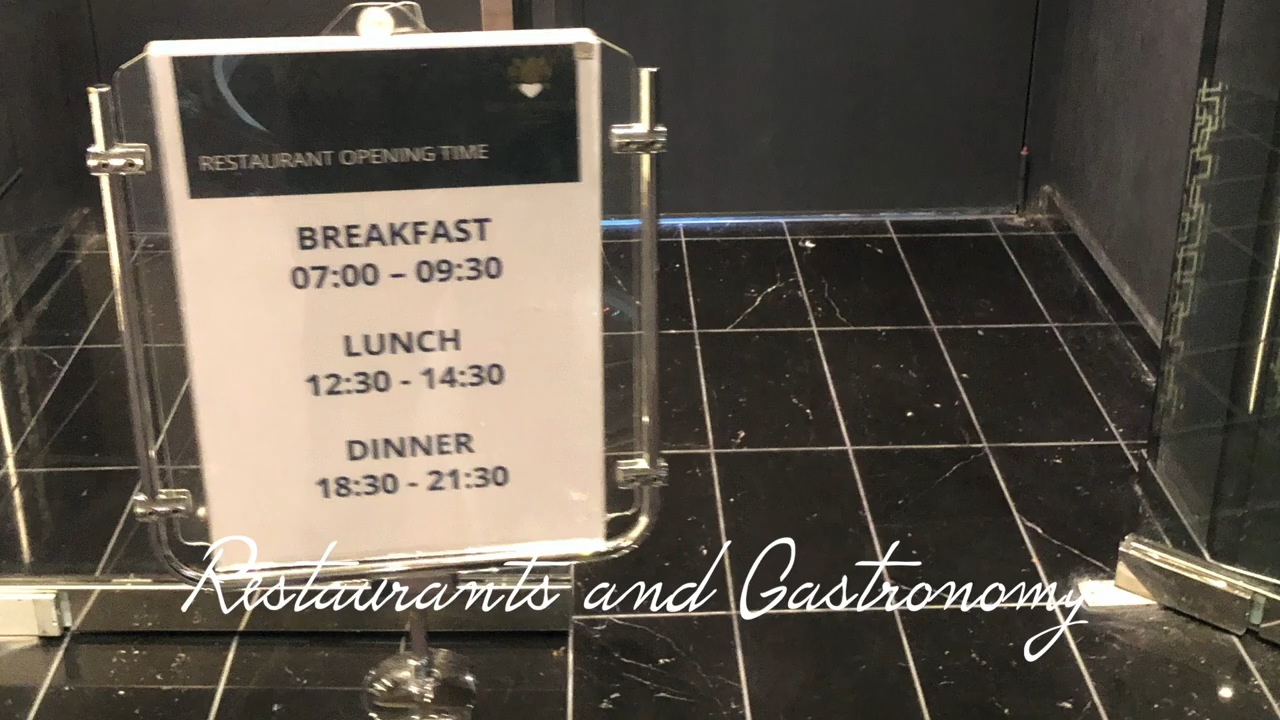 RESTAURANT OPENING TIME
BREAKFAST
07:00 – 09:30
LUNCH
12:30 - 14:30
DINNER
18:30 - 21:30
Restaurants and Gastronomy